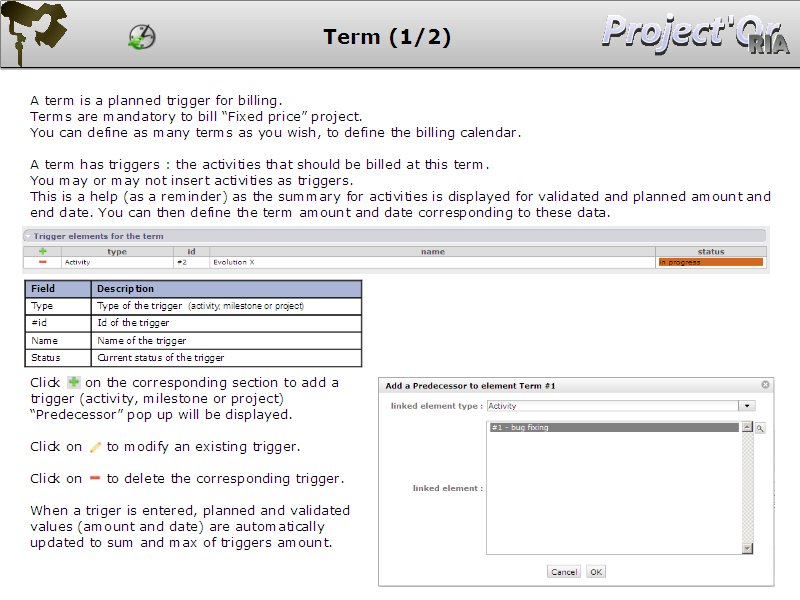 Term (1/2)
Project'Or
RIA
A term is a planned trigger for billing.
Terms are mandatory to bill “Fixed price” project.
You can define as many terms as you wish, to define the billing calendar.
A term has triggers : the activities that should be billed at this term.
You may or may not insert activities as triggers.
This is a help (as a reminder) as the summary for activities is displayed for validated and planned amount and
end date. You can then define the term amount and date corresponding to these data.
Trigger elements for the term
type id name status
Activity #2 Evolution X in progress
Field Description
Type Type of the trigger (activity, milestone or project)
#id Id of the trigger
Name Name of the trigger
Status Current status of the trigger
Click on the corresponding section to add a
trigger (activity, milestone or project)
“Predecessor” pop up will be displayed.
Click on to modify an existing trigger.
Click on to delete the corresponding trigger.
When a triger is entered, planned and validated
values (amount and date) are automatically
updated to sum and max of triggers amount.
Add a Predecessor to element Term #1
linked element type : Activity
#1 - bug fixing
linked element :
Cancel OK